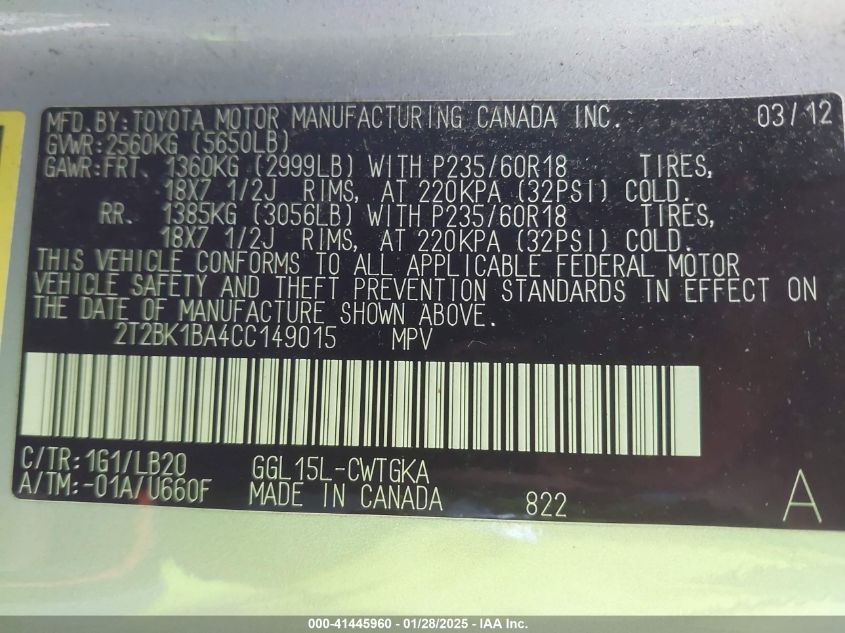 MFD.BY:TOYOTA MOTOR MANUFACTURING CANADA INC. 03/12
GVWR:2560KG (5650LB)
GAWR:FRT. 1360KG (2999LB) WITH P235/60R18 TIRES,
18X7 1/2J RIMS, AT 220KPA (32PSI) COLD.
RR. 1385KG (3056LB) WITH P235/60R18 TIRES,
18X7 1/2J RIMS, AT 220KPA (32PSI) COLD.
THIS VEHICLE CONFORMS TO ALL APPLICABLE FEDERAL MOTOR
VEHICLE SAFETY AND THEFT PREVENTION STANDARDS IN EFFECT ON
THE DATE OF MANUFACTURE SHOWN ABOVE.
2T2BK1BA4CC149015 MPV
C/TR:1G1/LB20 GGL15L-CWTGKA
A/TM:-01A/U660F MADE IN CANADA 822 A
000-41445960 - 01/28/2025 - IAA Inc.